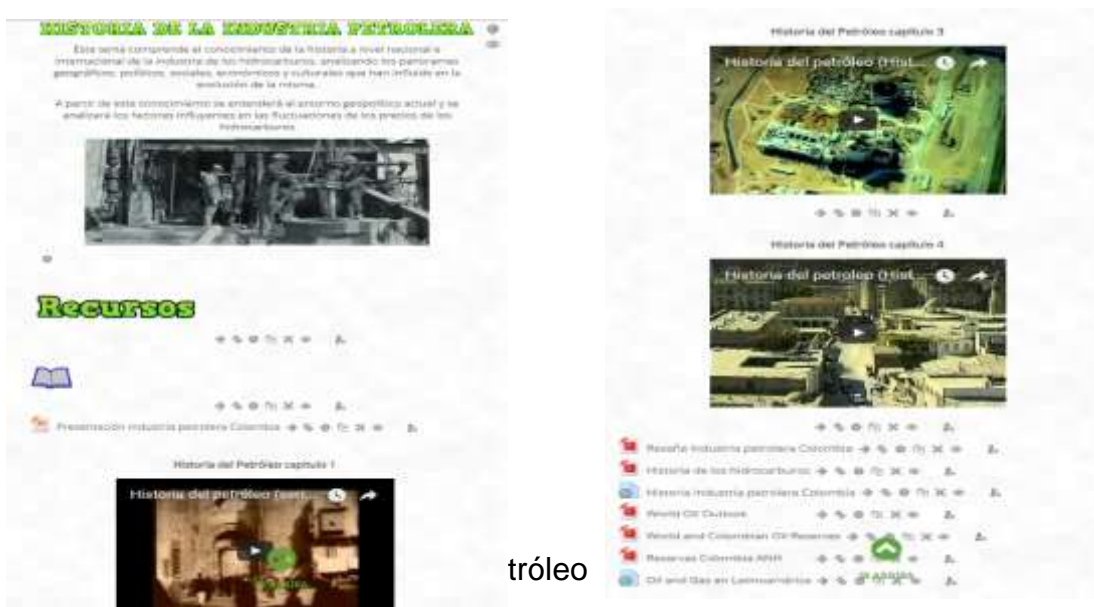 HISTORIA DE LA INDUSTRIA PETROLERA
Este tema comprende el conocimiento de la historia a nivel nacional e
internacional de la industria de los hidrocarburos, analizando los panoramas
geográficos, políticos, sociales, económicos y culturales que han influido en la
evolución de la misma.
A partir de este conocimiento se entenderá el entorno geopolítico actual y se
analizará los factores influyentes en las fluctuaciones de los precios de los
hidrocarburos
Recursos
Presentación industria petrolera Colombia
Historia del Petróleo capitulo 1
Historia del petróleo
tróleo
Historia del Petróleo capitulo 3
Historia del petróleo (Hist...
Historia del Petróleo capitulo 4
Historia del petroleo (Hist...
Reseña industria petrolera Colombia
Historia de los hidrocarburos
Historia industria petrolera Colombia
World Oil Outlook
World and Colombian Oil Reserves
Reservas Colombia ANH
Oil and Gas en Latinoamérica